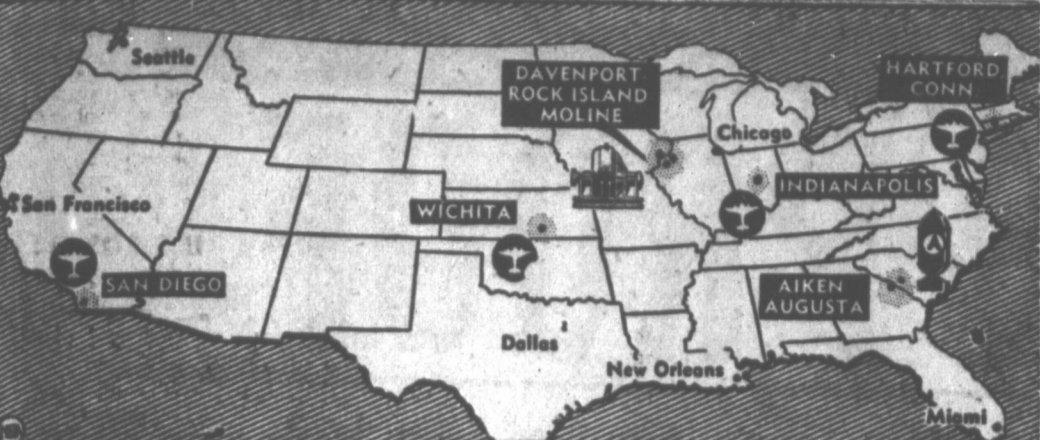 Seattle
DAVENPORT
ROCK ISLAND
MOLINE
HARTFORD
CONN
Chicago
San Francisco
WICHITA
INDIANAPOLIS
SAN DIEGO
AIKEN
AUGUSTA
Dallas
New Orleans
Miami